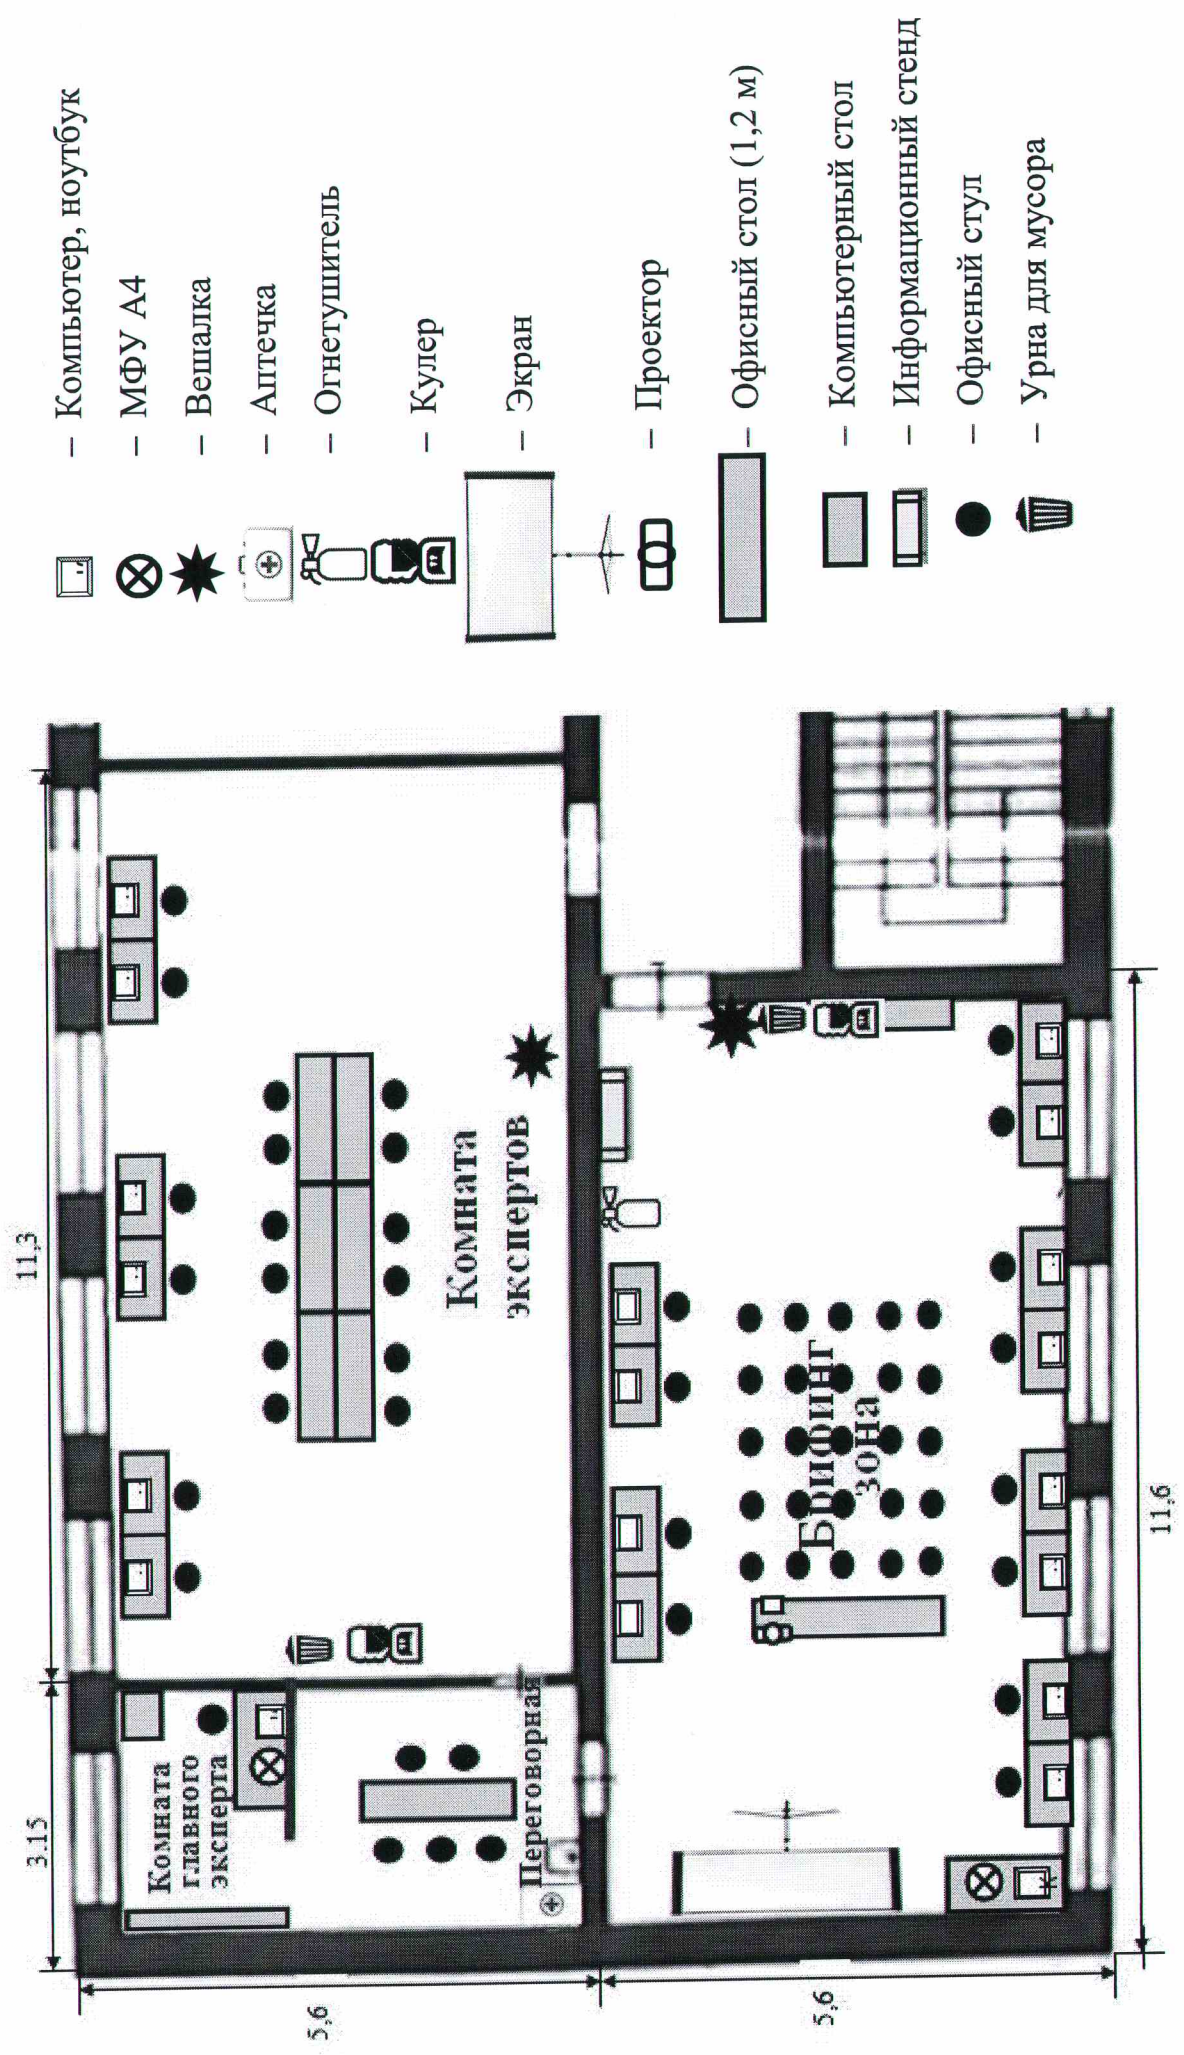 – Компьютер, ноутбук
– МФУ А4
– Вешалка
– Аптечка
– Огнетушитель
– Кулер
– Экран
– Проектор
– Офисный стол (1,2 м)
– Компьютерный стол
– Информационный стенд
– Офисный стул
– Урна для мусора
11,3
3.15
5,6
5,6
11,6
Комната
главного
эксперта
Переговорная
Комната
экспертов
Брифинг
зона